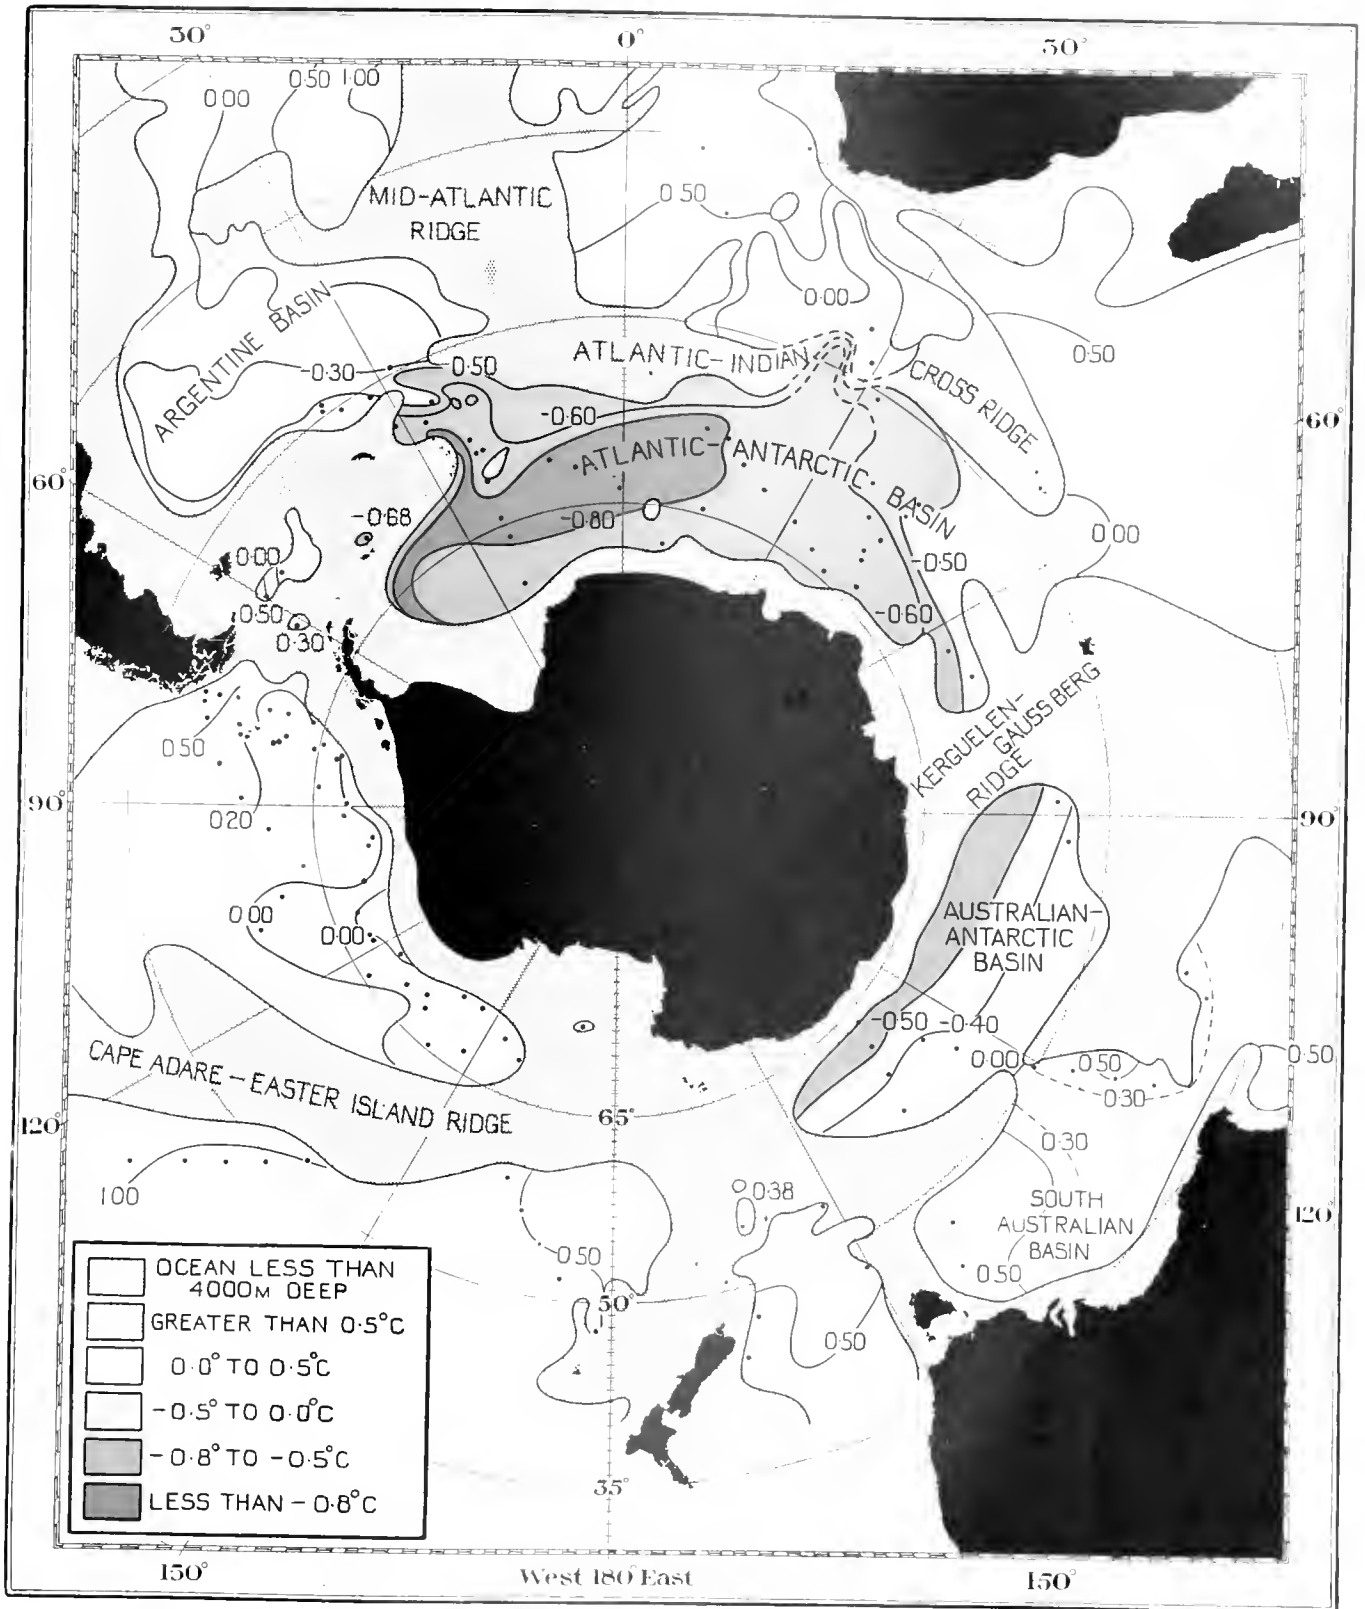 30° 0° 30°
0.00 0.50 1.00
MID-ATLANTIC
RIDGE
0.50
0.00
ARGENTINE BASIN
-0.30
0.50
ATLANTIC-INDIAN
CROSS RIDGE
0.50
-0.60
60°
ATLANTIC-ANTARCTIC BASIN
60°
-0.68
-0.80
0.00
0.00
-0.50
0.50
-0.60
0.30
KERGUELEN-
GAUSSBERG
RIDGE
0.50
90°
90°
0.20
0.00
0.00
AUSTRALIAN-
ANTARCTIC
BASIN
-0.50 -0.40
0.00
0.50
0.50
-0.30
CAPE ADARE-EASTER ISLAND RIDGE
65°
120°
0.30
1.00
0.38
SOUTH
AUSTRALIAN
BASIN
120°
0.50
0.50
50°
0.50
OCEAN LESS THAN
4000M DEEP
GREATER THAN 0.5°C
0.0° TO 0.5°C
-0.5° TO 0.0°C
-0.8° TO -0.5°C
LESS THAN -0.8°C
35°
150° West 180° East 150°